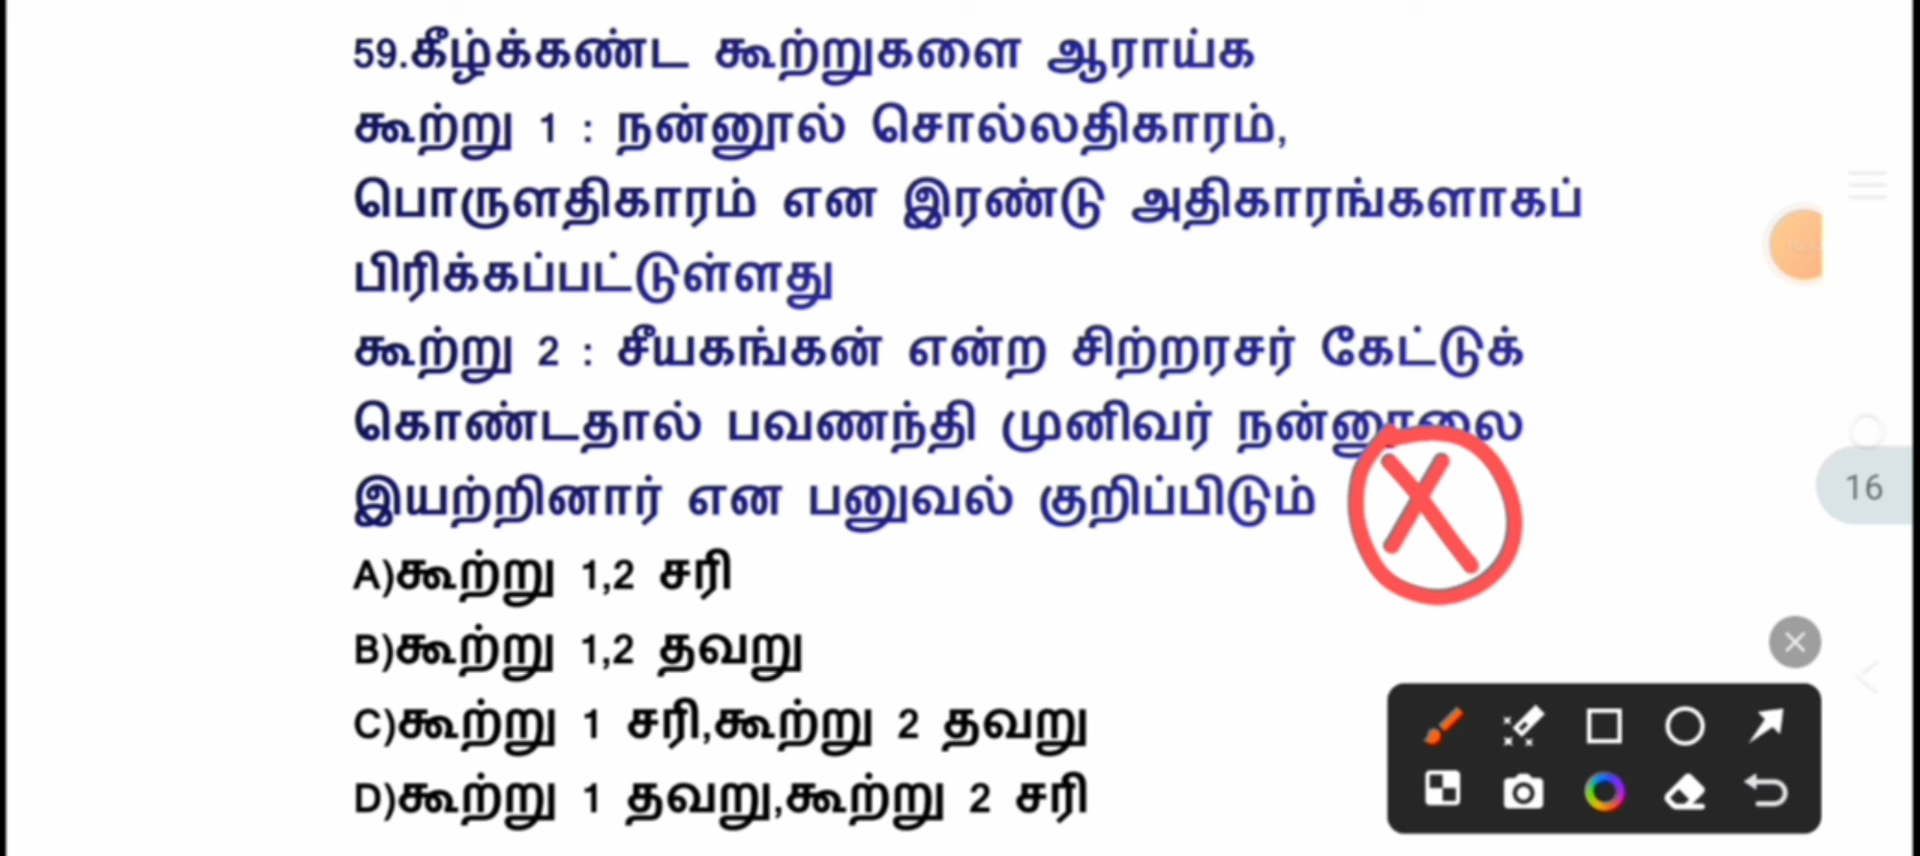 59.கீழ்க்கண்ட கூற்றுகளை ஆராய்க
கூற்று 1 : நன்னூல் சொல்லதிகாரம்,
பொருளதிகாரம் என இரண்டு அதிகாரங்களாகப்
பிரிக்கப்பட்டுள்ளது
கூற்று 2 : சீயகங்கன் என்ற சிற்றரசர் கேட்டுக்
கொண்டதால் பவணந்தி முனிவர் நன்னூலை
இயற்றினார் என பனுவல் குறிப்பிடும்
A)கூற்று 1,2 சரி
B)கூற்று 1,2 தவறு
C)கூற்று 1 சரி,கூற்று 2 தவறு
D)கூற்று 1 தவறு,கூற்று 2 சரி
16